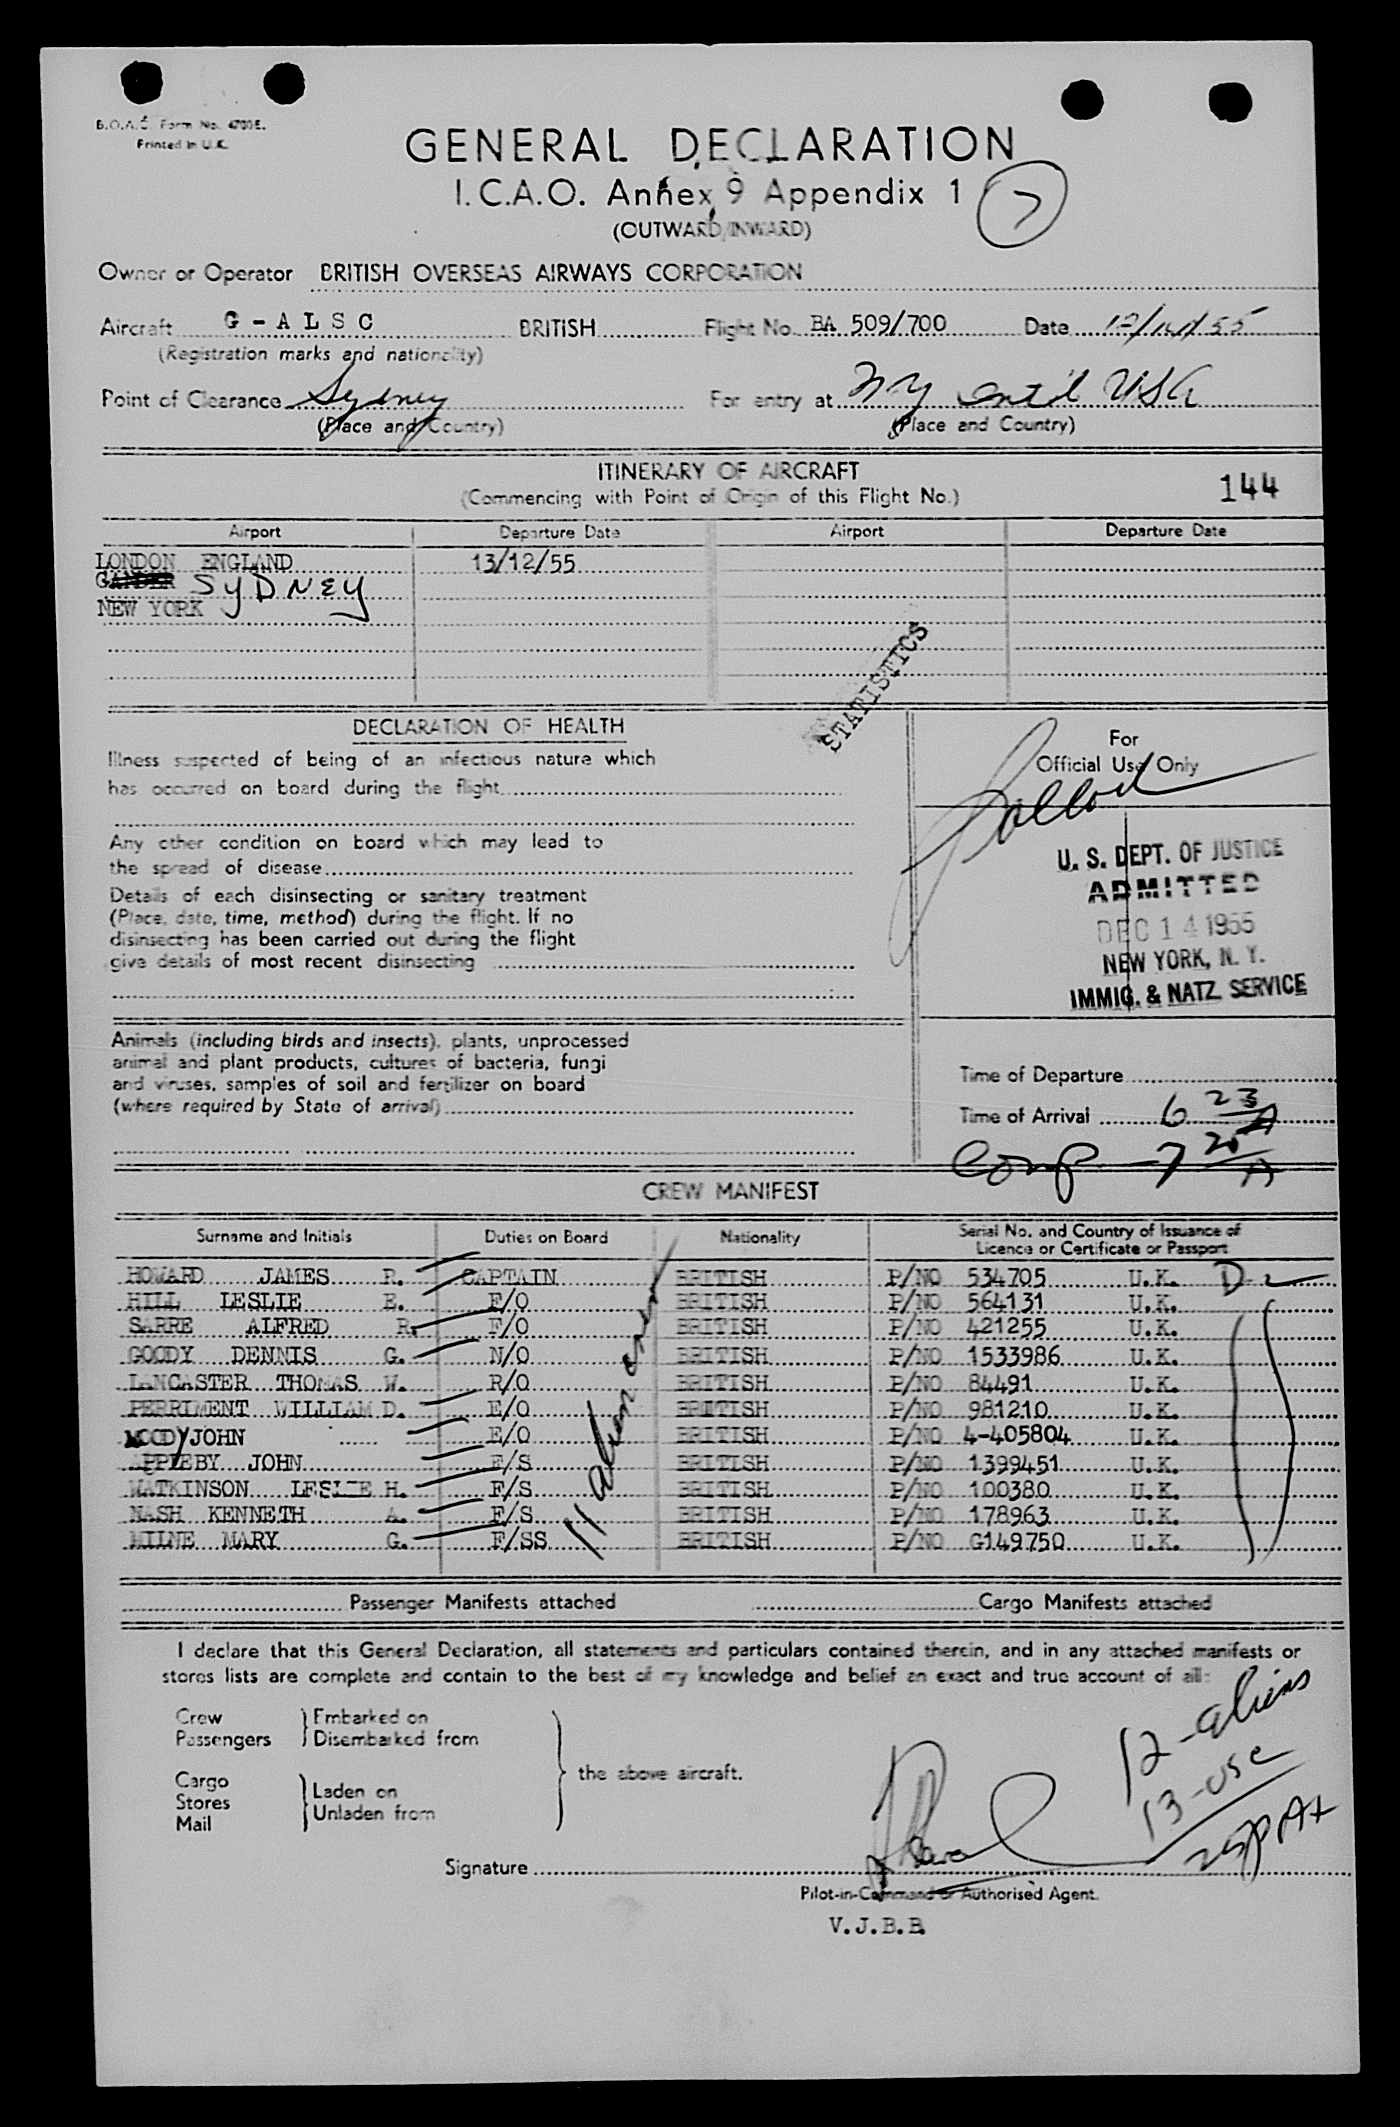 B.O.A.C. Form No. 4700E.
Printed in U.K.
GENERAL DECLARATION
I.C.A.O. Annex 9 Appendix 1
7
(OUTWARD/INWARD)
Owner or Operator BRITISH OVERSEAS AIRWAYS CORPORATION
Aircraft G - A L S C BRITISH Flight No. BA 509/700 Date
(Registration marks and nationality)
Point of Clearance Sydney For entry at NY USA
(Place and Country) (Place and Country)
ITINERARY OF AIRCRAFT
(Commencing with Point of Origin of this Flight No.)
144
Airport Departure Date Airport Departure Date
LONDON ENGLAND 13/12/55
GANDER SYDNEY
NEW YORK
STATISTICS
DECLARATION OF HEALTH
Illness suspected of being of an infectious nature which
has occurred on board during the flight
Any other condition on board which may lead to
the spread of disease
Details of each disinsecting or sanitary treatment
(Place, date, time, method) during the flight. If no
disinsecting has been carried out during the flight
give details of most recent disinsecting
Animals (including birds and insects), plants, unprocessed
animal and plant products, cultures of bacteria, fungi
and viruses, samples of soil and fertilizer on board
(where required by State of arrival)
For
Official Use Only
U. S. DEPT. OF JUSTICE
ADMITTED
DEC 14 1955
NEW YORK, N. Y.
IMMIG. & NATZ. SERVICE
Time of Departure
Time of Arrival 6 23 A
Comp - 7 20 A
CREW MANIFEST
Surname and Initials Duties on Board Nationality Serial No. and Country of Issuance of
Licence or Certificate or Passport
HOWARD JAMES R. CAPTAIN BRITISH P/NO 534705 U.K. D-2
HILL LESLIE E. F/O BRITISH P/NO 564131 U.K.
SARRE ALFRED R. F/O BRITISH P/NO 421255 U.K.
GOODY DENNIS G. N/O BRITISH P/NO 1533986 U.K.
LANCASTER THOMAS W. R/O BRITISH P/NO 84491 U.K.
PERRIMENT WILLIAM D. E/O BRITISH P/NO 981210 U.K.
MOODY JOHN E/O BRITISH P/NO 4-405804 U.K.
APPLEBY JOHN F/S BRITISH P/NO 1399451 U.K.
WATKINSON LESLIE H. F/S BRITISH P/NO 100380 U.K.
NASH KENNETH A. F/S BRITISH P/NO 178963 U.K.
MILNE MARY G. F/SS BRITISH P/NO G149750 U.K.
11 alien crew
Passenger Manifests attached Cargo Manifests attached
I declare that this General Declaration, all statements and particulars contained therein, and in any attached manifests or
stores lists are complete and contain to the best of my knowledge and belief an exact and true account of all:
Crew
Passengers
Embarked on
Disembarked from
Cargo
Stores
Mail
Laden on
Unladen from
the above aircraft.
12-aliens
13-usc
25 PAX
Signature
Pilot-in-Command or Authorised Agent.
V.J.B.B.